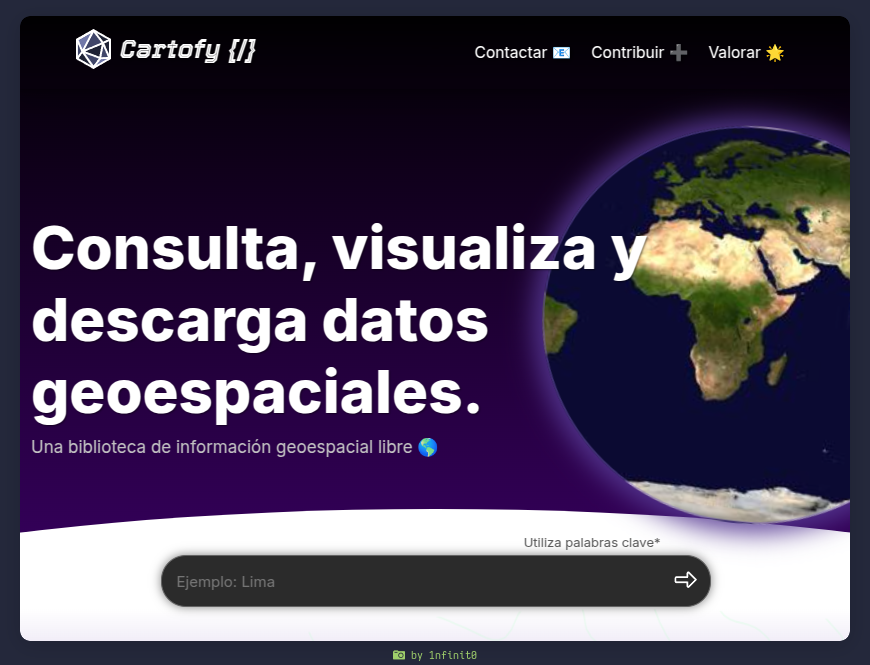 Cartofy {/}
Contactar 📧 Contribuir ➕ Valorar 🌟
Consulta, visualiza y
descarga datos
geoespaciales.
Una biblioteca de información geoespacial libre 🌎
Utiliza palabras clave*
Ejemplo: Lima
by 1nfinit0